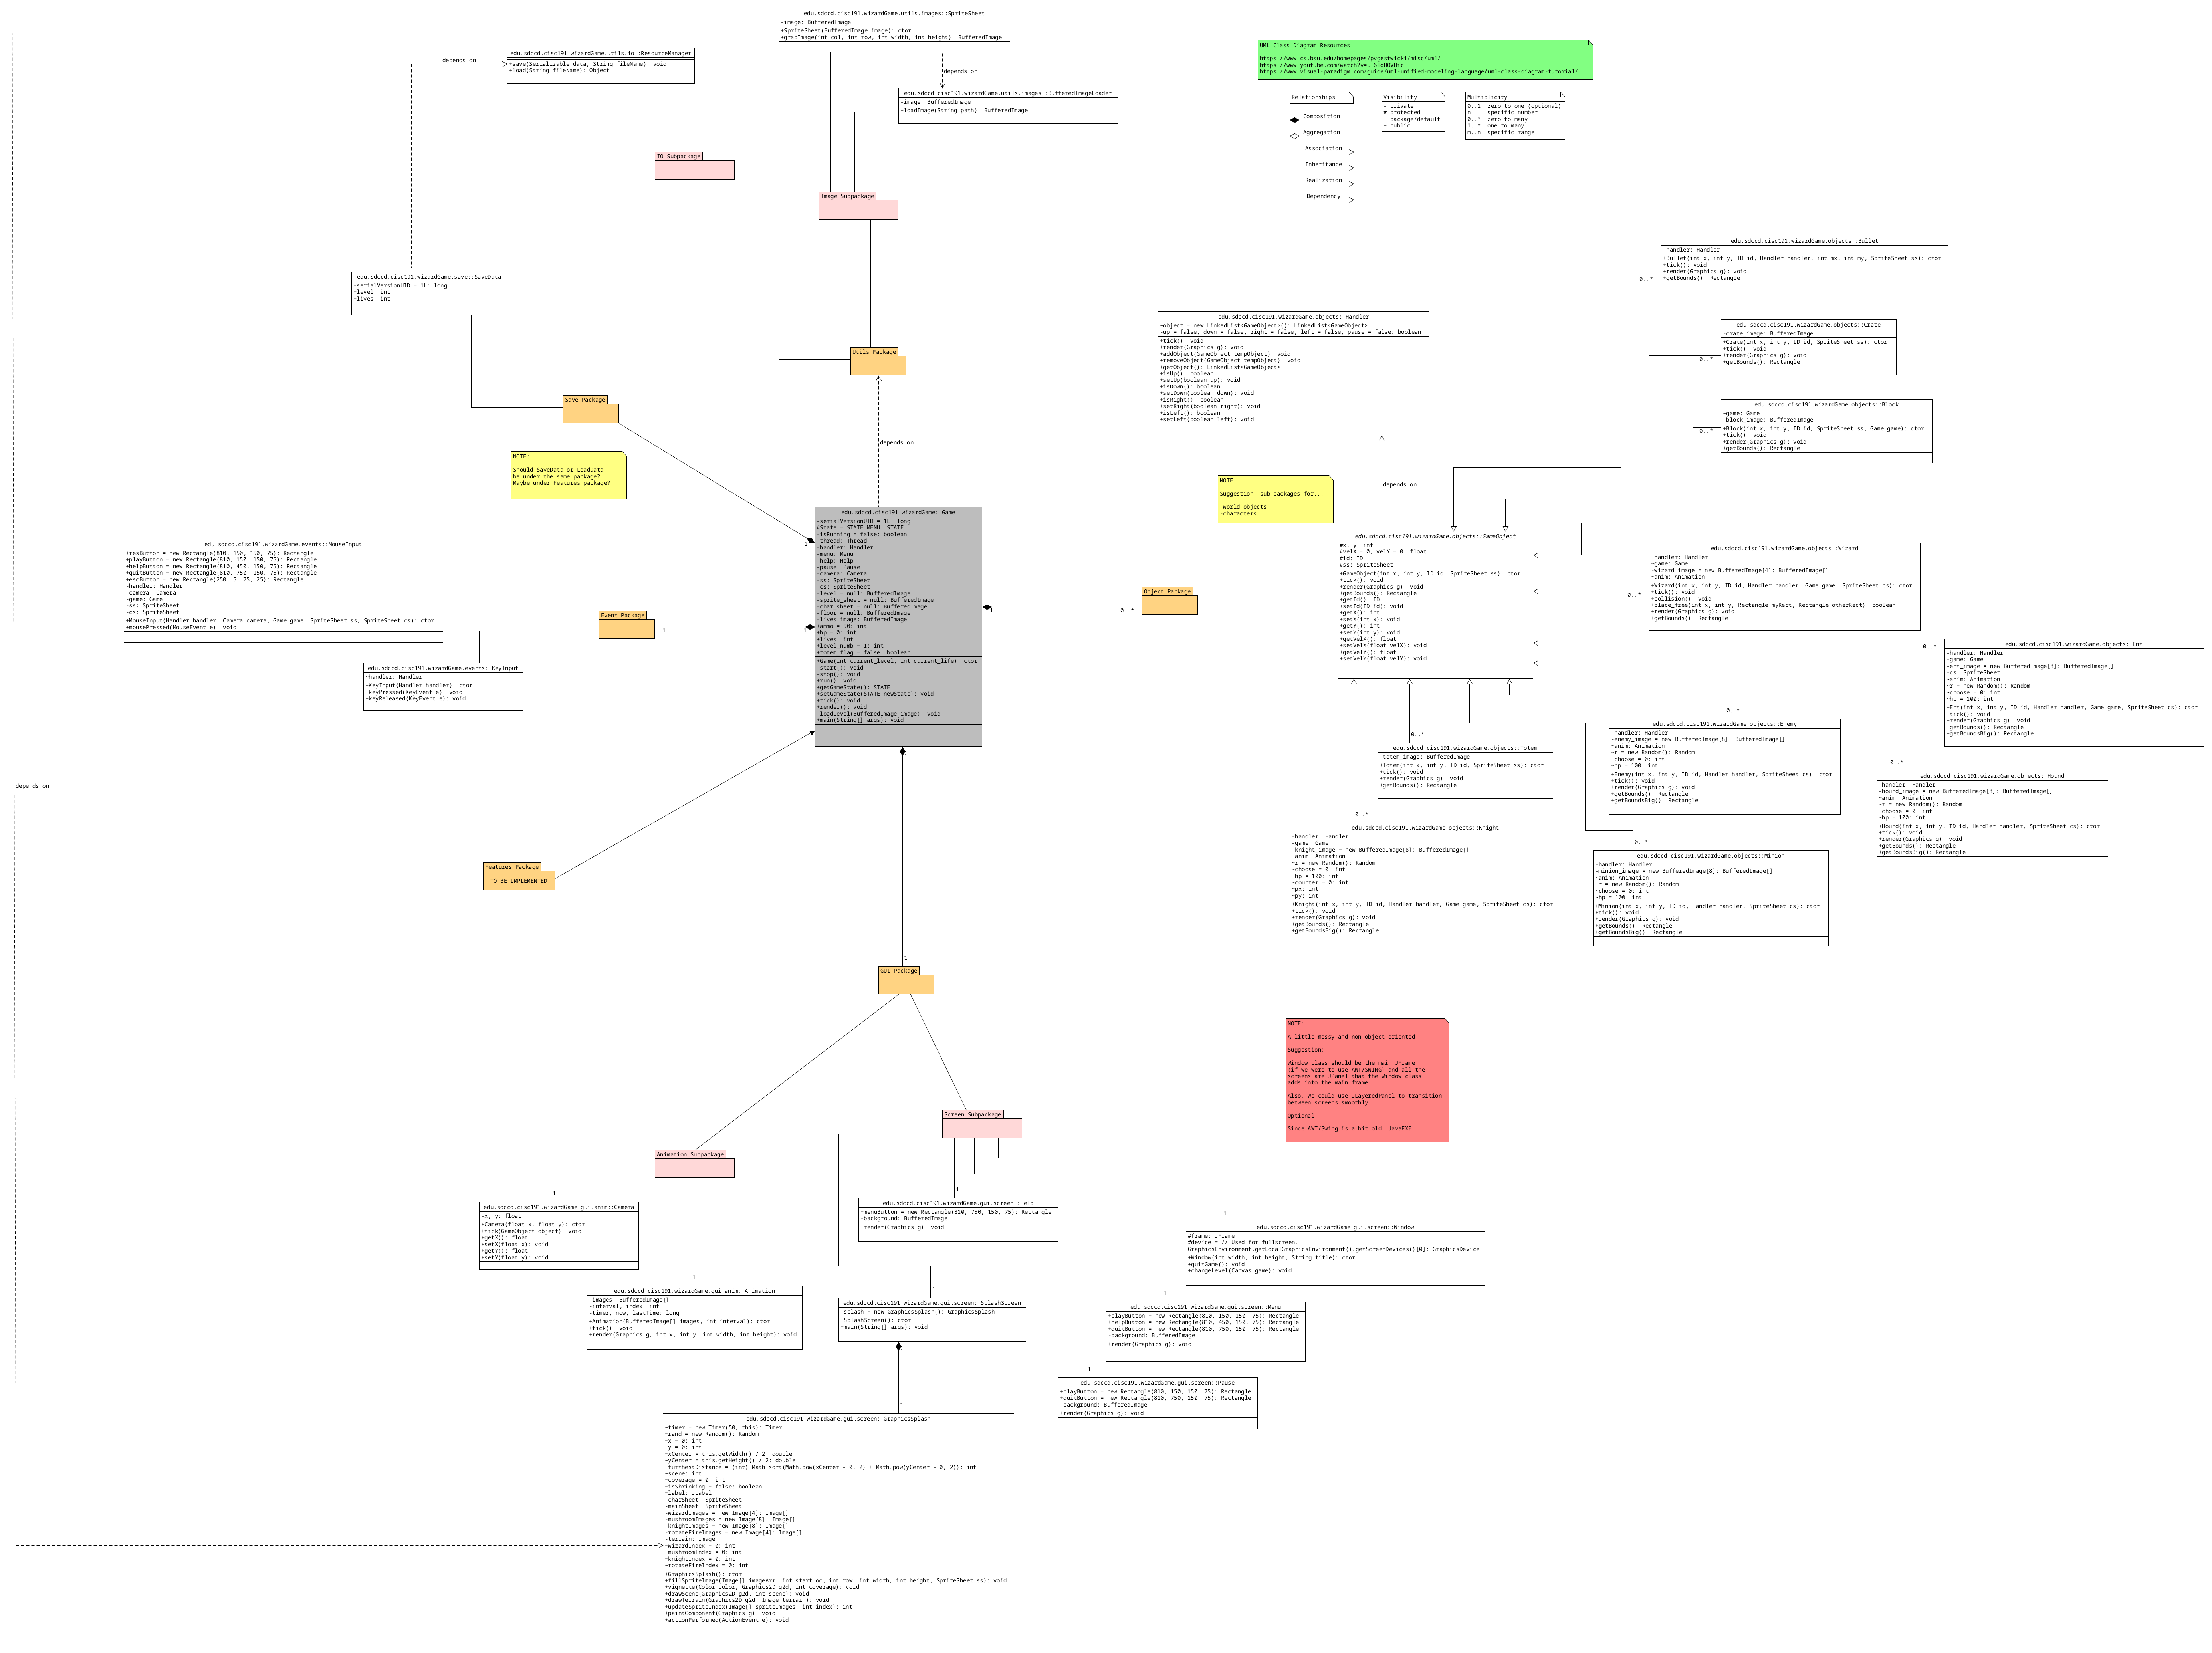 edu.sdccd.cisc191.wizardGame.utils.images::SpriteSheet
-image: BufferedImage
+SpriteSheet(BufferedImage image): ctor
+grabImage(int col, int row, int width, int height): BufferedImage
edu.sdccd.cisc191.wizardGame.utils.io::ResourceManager
+save(Serializable data, String fileName): void
+load(String fileName): Object
depends on
depends on
edu.sdccd.cisc191.wizardGame.utils.images::BufferedImageLoader
-image: BufferedImage
+loadImage(String path): BufferedImage
UML Class Diagram Resources:
https://www.cs.bsu.edu/homepages/pvgestwicki/misc/uml/
https://www.youtube.com/watch?v=UI6lqHOVHic
https://www.visual-paradigm.com/guide/uml-unified-modeling-language/uml-class-diagram-tutorial/
Relationships
Composition
Aggregation
Association
Inheritance
Realization
Dependency
Visibility
- private
# protected
~ package/default
+ public
Multiplicity
0..1  zero to one (optional)
n     specific number
0..*  zero to many
1..*  one to many
m..n  specific range
IO Subpackage
Image Subpackage
edu.sdccd.cisc191.wizardGame.save::SaveData
-serialVersionUID = 1L: long
+level: int
+lives: int
Utils Package
Save Package
depends on
NOTE:
Should SaveData or LoadData
be under the same package?
Maybe under Features package?
edu.sdccd.cisc191.wizardGame.objects::Handler
~object = new LinkedList<GameObject>(): LinkedList<GameObject>
-up = false, down = false, right = false, left = false, pause = false: boolean
+tick(): void
+render(Graphics g): void
+addObject(GameObject tempObject): void
+removeObject(GameObject tempObject): void
+getObject(): LinkedList<GameObject>
+isUp(): boolean
+setUp(boolean up): void
+isDown(): boolean
+setDown(boolean down): void
+isRight(): boolean
+setRight(boolean right): void
+isLeft(): boolean
+setLeft(boolean left): void
depends on
NOTE:
Suggestion: sub-packages for...
-world objects
-characters
edu.sdccd.cisc191.wizardGame.objects::Bullet
-handler: Handler
+Bullet(int x, int y, ID id, Handler handler, int mx, int my, SpriteSheet ss): ctor
+tick(): void
+render(Graphics g): void
+getBounds(): Rectangle
0..*
edu.sdccd.cisc191.wizardGame.objects::Crate
-crate_image: BufferedImage
+Crate(int x, int y, ID id, SpriteSheet ss): ctor
+tick(): void
+render(Graphics g): void
+getBounds(): Rectangle
0..*
edu.sdccd.cisc191.wizardGame.objects::Block
~game: Game
-block_image: BufferedImage
+Block(int x, int y, ID id, SpriteSheet ss, Game game): ctor
+tick(): void
+render(Graphics g): void
+getBounds(): Rectangle
0..*
edu.sdccd.cisc191.wizardGame::Game
-serialVersionUID = 1L: long
#State = STATE.MENU: STATE
-isRunning = false: boolean
-thread: Thread
-handler: Handler
-menu: Menu
-help: Help
-pause: Pause
-camera: Camera
-ss: SpriteSheet
-cs: SpriteSheet
-level = null: BufferedImage
-sprite_sheet = null: BufferedImage
-char_sheet = null: BufferedImage
-floor = null: BufferedImage
-lives_image: BufferedImage
+ammo = 50: int
+hp = 0: int
+lives: int
+level_numb = 1: int
+totem_flag = false: boolean
+Game(int current_level, int current_life): ctor
-start(): void
-stop(): void
+run(): void
+getGameState(): STATE
+setGameState(STATE newState): void
+tick(): void
+render(): void
-loadLevel(BufferedImage image): void
+main(String[] args): void
1
1
1
1
edu.sdccd.cisc191.wizardGame.events::MouseInput
+resButton = new Rectangle(810, 150, 150, 75): Rectangle
+playButton = new Rectangle(810, 150, 150, 75): Rectangle
+helpButton = new Rectangle(810, 450, 150, 75): Rectangle
+quitButton = new Rectangle(810, 750, 150, 75): Rectangle
+escButton = new Rectangle(250, 5, 75, 25): Rectangle
-handler: Handler
-camera: Camera
-game: Game
-ss: SpriteSheet
-cs: SpriteSheet
+MouseInput(Handler handler, Camera camera, Game game, SpriteSheet ss, SpriteSheet cs): ctor
+mousePressed(MouseEvent e): void
Event Package
1
edu.sdccd.cisc191.wizardGame.events::KeyInput
~handler: Handler
+KeyInput(Handler handler): ctor
+keyPressed(KeyEvent e): void
+keyReleased(KeyEvent e): void
Object Package
0..*
edu.sdccd.cisc191.wizardGame.objects::GameObject
#x, y: int
#velX = 0, velY = 0: float
#id: ID
#ss: SpriteSheet
+GameObject(int x, int y, ID id, SpriteSheet ss): ctor
+tick(): void
+render(Graphics g): void
+getBounds(): Rectangle
+getId(): ID
+setId(ID id): void
+getX(): int
+setX(int x): void
+getY(): int
+setY(int y): void
+getVelX(): float
+setVelX(float velX): void
+getVelY(): float
+setVelY(float velY): void
edu.sdccd.cisc191.wizardGame.objects::Wizard
-handler: Handler
~game: Game
-wizard_image = new BufferedImage[4]: BufferedImage[]
~anim: Animation
+Wizard(int x, int y, ID id, Handler handler, Game game, SpriteSheet cs): ctor
+tick(): void
+collision(): void
+place_free(int x, int y, Rectangle myRect, Rectangle otherRect): boolean
+render(Graphics g): void
+getBounds(): Rectangle
0..*
edu.sdccd.cisc191.wizardGame.objects::Ent
-handler: Handler
-game: Game
-ent_image = new BufferedImage[8]: BufferedImage[]
-cs: SpriteSheet
~anim: Animation
~r = new Random(): Random
~choose = 0: int
~hp = 100: int
+Ent(int x, int y, ID id, Handler handler, Game game, SpriteSheet cs): ctor
+tick(): void
+render(Graphics g): void
+getBounds(): Rectangle
+getBoundsBig(): Rectangle
0..*
0..*
edu.sdccd.cisc191.wizardGame.objects::Enemy
-handler: Handler
-enemy_image = new BufferedImage[8]: BufferedImage[]
~anim: Animation
~r = new Random(): Random
~choose = 0: int
~hp = 100: int
+Enemy(int x, int y, ID id, Handler handler, SpriteSheet cs): ctor
+tick(): void
+render(Graphics g): void
+getBounds(): Rectangle
+getBoundsBig(): Rectangle
0..*
edu.sdccd.cisc191.wizardGame.objects::Totem
-totem_image: BufferedImage
+Totem(int x, int y, ID id, SpriteSheet ss): ctor
+tick(): void
+render(Graphics g): void
+getBounds(): Rectangle
0..*
edu.sdccd.cisc191.wizardGame.objects::Hound
-handler: Handler
-hound_image = new BufferedImage[8]: BufferedImage[]
~anim: Animation
~r = new Random(): Random
~choose = 0: int
~hp = 100: int
+Hound(int x, int y, ID id, Handler handler, SpriteSheet cs): ctor
+tick(): void
+render(Graphics g): void
+getBounds(): Rectangle
+getBoundsBig(): Rectangle
0..*
edu.sdccd.cisc191.wizardGame.objects::Knight
-handler: Handler
-game: Game
-knight_image = new BufferedImage[8]: BufferedImage[]
~anim: Animation
~r = new Random(): Random
~choose = 0: int
~hp = 100: int
~counter = 0: int
~px: int
~py: int
+Knight(int x, int y, ID id, Handler handler, Game game, SpriteSheet cs): ctor
+tick(): void
+render(Graphics g): void
+getBounds(): Rectangle
+getBoundsBig(): Rectangle
0..*
edu.sdccd.cisc191.wizardGame.objects::Minion
-handler: Handler
-minion_image = new BufferedImage[8]: BufferedImage[]
~anim: Animation
~r = new Random(): Random
~choose = 0: int
~hp = 100: int
+Minion(int x, int y, ID id, Handler handler, SpriteSheet cs): ctor
+tick(): void
+render(Graphics g): void
+getBounds(): Rectangle
+getBoundsBig(): Rectangle
depends on
Features Package
TO BE IMPLEMENTED
1
GUI Package
NOTE:
A little messy and non-object-oriented
Suggestion:
Window class should be the main JFrame
(if we were to use AWT/SWING) and all the
screens are JPanel that the Window class
adds into the main frame.
Also, We could use JLayeredPanel to transition
between screens smoothly
Optional:
Since AWT/Swing is a bit old, JavaFX?
Screen Subpackage
Animation Subpackage
1
edu.sdccd.cisc191.wizardGame.gui.anim::Camera
-x, y: float
+Camera(float x, float y): ctor
+tick(GameObject object): void
+getX(): float
+setX(float x): void
+getY(): float
+setY(float y): void
1
edu.sdccd.cisc191.wizardGame.gui.anim::Animation
-images: BufferedImage[]
-interval, index: int
-timer, now, lastTime: long
+Animation(BufferedImage[] images, int interval): ctor
+tick(): void
+render(Graphics g, int x, int y, int width, int height): void
1
edu.sdccd.cisc191.wizardGame.gui.screen::Help
+menuButton = new Rectangle(810, 750, 150, 75): Rectangle
-background: BufferedImage
+render(Graphics g): void
1
edu.sdccd.cisc191.wizardGame.gui.screen::Window
#frame: JFrame
#device = // Used for fullscreen.
GraphicsEnvironment.getLocalGraphicsEnvironment().getScreenDevices()[0]: GraphicsDevice
+Window(int width, int height, String title): ctor
+quitGame(): void
+changeLevel(Canvas game): void
1
edu.sdccd.cisc191.wizardGame.gui.screen::SplashScreen
-splash = new GraphicsSplash(): GraphicsSplash
+SplashScreen(): ctor
+main(String[] args): void
1
1
edu.sdccd.cisc191.wizardGame.gui.screen::Menu
+playButton = new Rectangle(810, 150, 150, 75): Rectangle
+helpButton = new Rectangle(810, 450, 150, 75): Rectangle
+quitButton = new Rectangle(810, 750, 150, 75): Rectangle
-background: BufferedImage
+render(Graphics g): void
1
edu.sdccd.cisc191.wizardGame.gui.screen::Pause
+playButton = new Rectangle(810, 150, 150, 75): Rectangle
+quitButton = new Rectangle(810, 750, 150, 75): Rectangle
-background: BufferedImage
+render(Graphics g): void
1
edu.sdccd.cisc191.wizardGame.gui.screen::GraphicsSplash
~timer = new Timer(50, this): Timer
~rand = new Random(): Random
~x = 0: int
~y = 0: int
~xCenter = this.getWidth() / 2: double
~yCenter = this.getHeight() / 2: double
~furthestDistance = (int) Math.sqrt(Math.pow(xCenter - 0, 2) + Math.pow(yCenter - 0, 2)): int
~scene: int
~coverage = 0: int
~isShrinking = false: boolean
~label: JLabel
-charSheet: SpriteSheet
-mainSheet: SpriteSheet
-wizardImages = new Image[4]: Image[]
-mushroomImages = new Image[8]: Image[]
-knightImages = new Image[8]: Image[]
-rotateFireImages = new Image[4]: Image[]
-terrain: Image
~wizardIndex = 0: int
~mushroomIndex = 0: int
~knightIndex = 0: int
~rotateFireIndex = 0: int
+GraphicsSplash(): ctor
+fillSpriteImage(Image[] imageArr, int startLoc, int row, int width, int height, SpriteSheet ss): void
+vignette(Color color, Graphics2D g2d, int coverage): void
+drawScene(Graphics2D g2d, int scene): void
+drawTerrain(Graphics2D g2d, Image terrain): void
+updateSpriteIndex(Image[] spriteImages, int index): int
+paintComponent(Graphics g): void
+actionPerformed(ActionEvent e): void